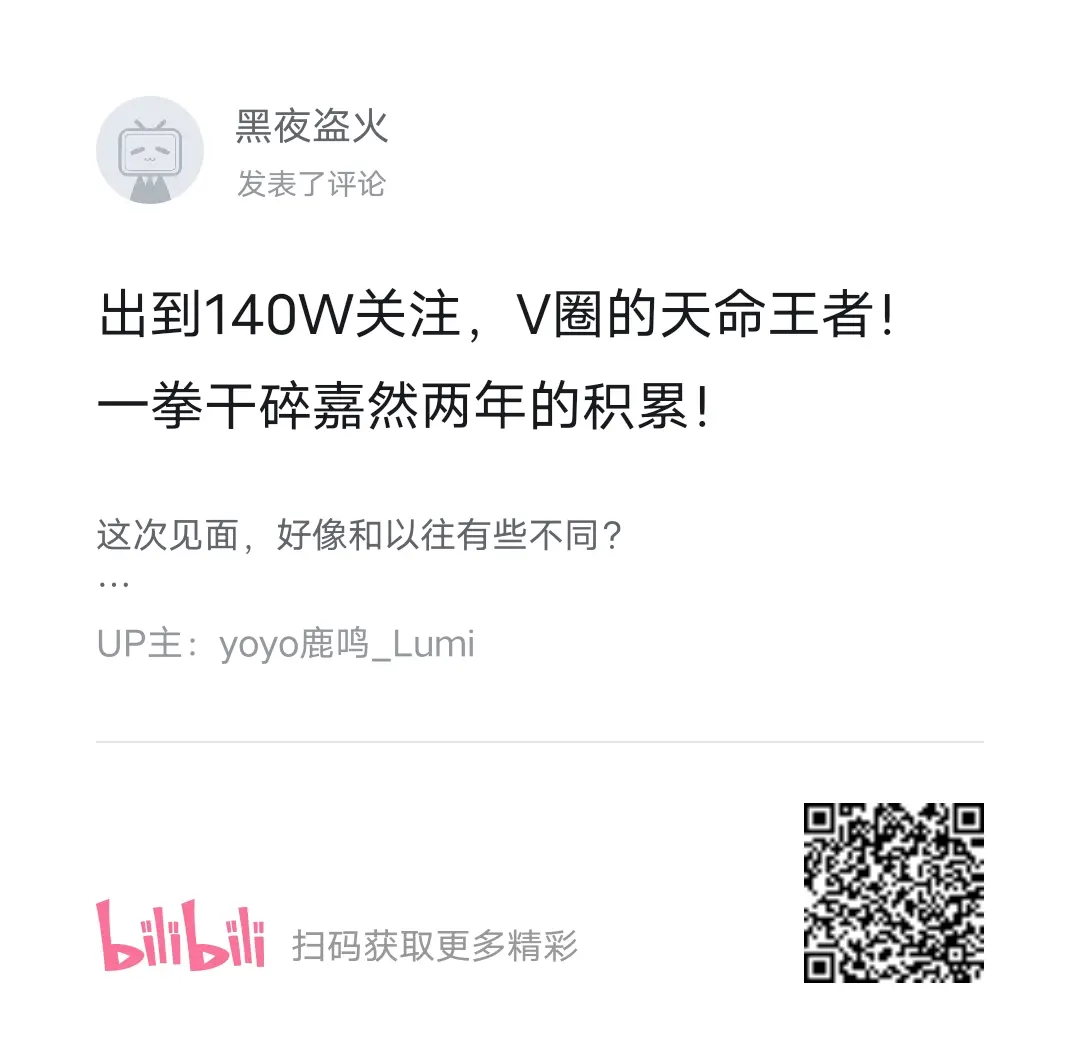 黑夜盗火
发表了评论
出到140W关注，V圈的天命王者！
一拳干碎嘉然两年的积累！
这次见面，好像和以往有些不同？
…
UP主：yoyo鹿鸣_Lumi
bilibili 扫码获取更多精彩